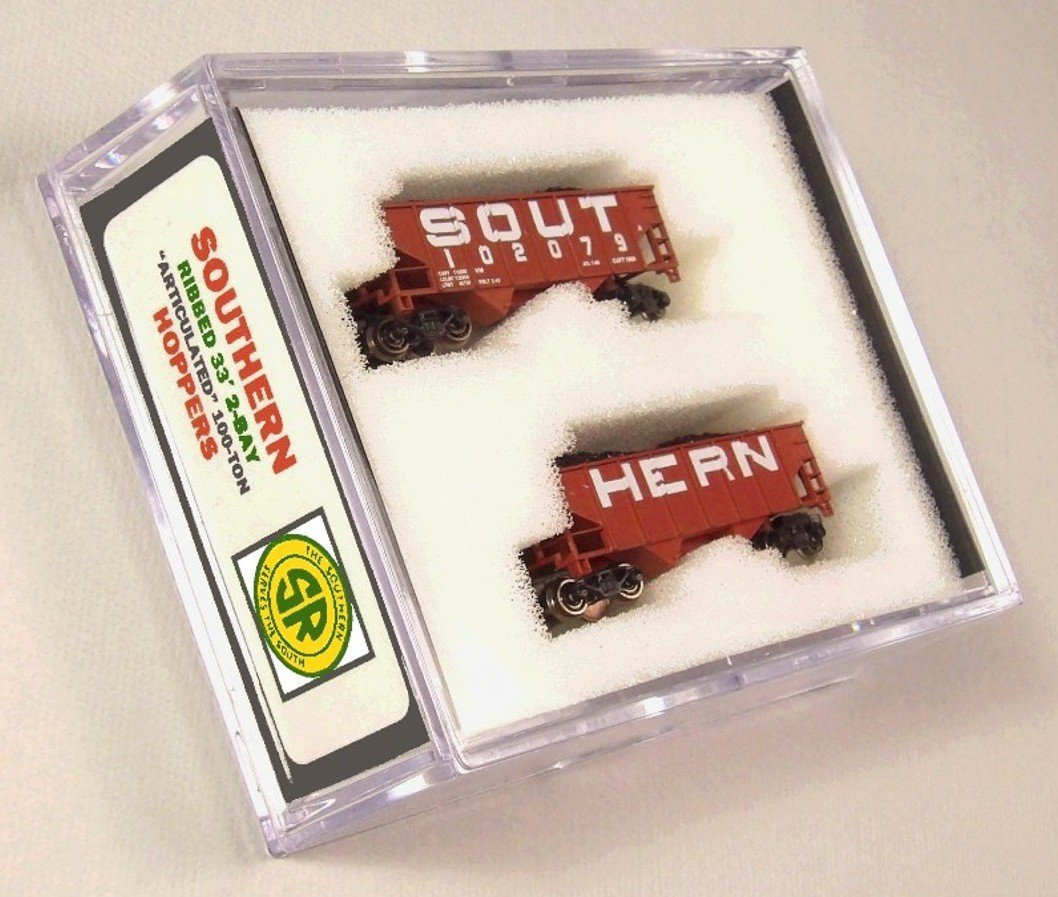 SOUTHERN
RIBBED 33' 2-BAY
"ARTICULATED" 100-TON
HOPPERS
THE SOUTHERN
SERVES
THE SOUTH
SR
SOUT
102079
HERN